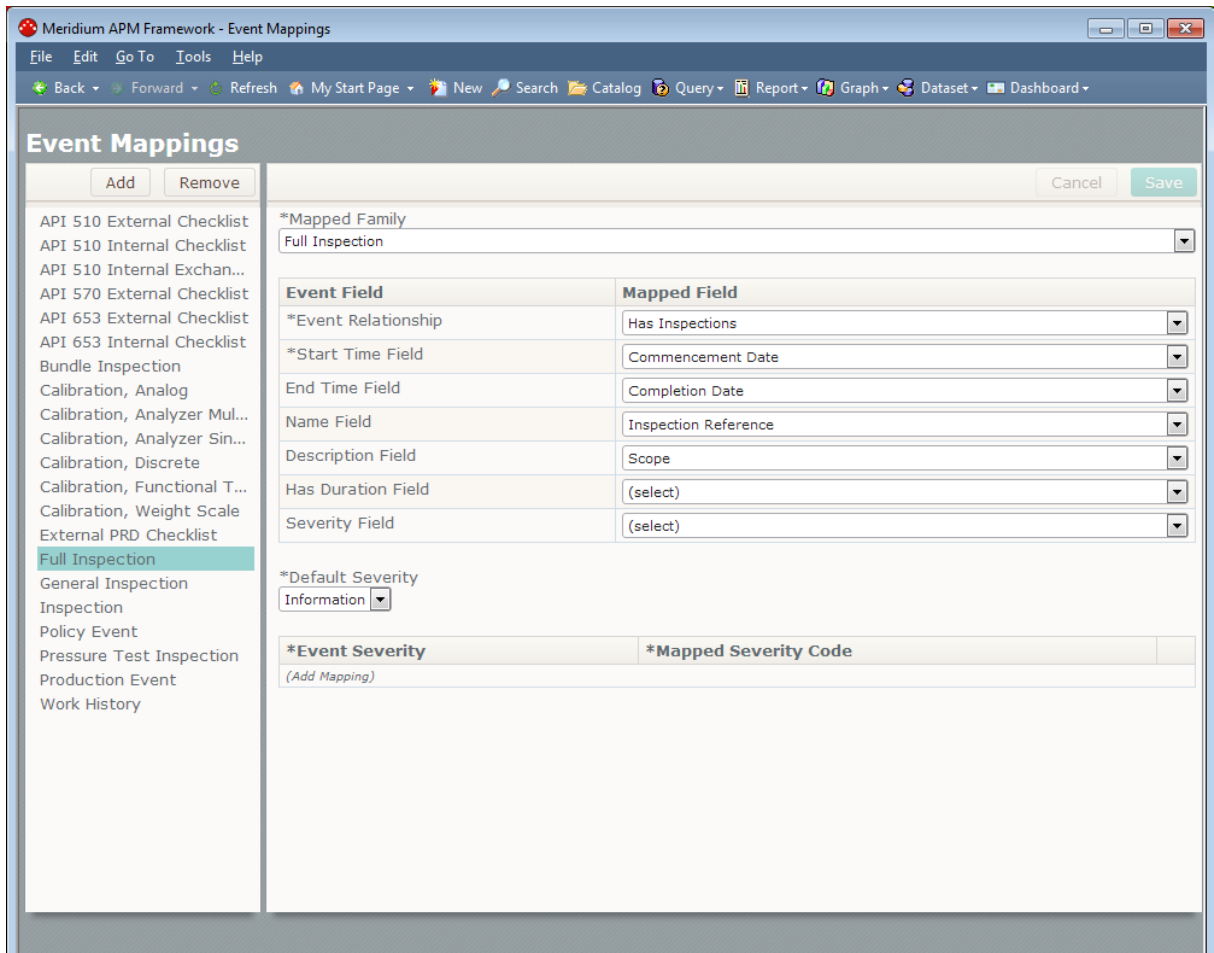 Meridium APM Framework - Event Mappings
File Edit Go To Tools Help
Back Forward Refresh My Start Page New Search Catalog Query Report Graph Dataset Dashboard
Event Mappings
Add Remove
Cancel Save
API 510 External Checklist
API 510 Internal Checklist
API 510 Internal Exchan...
API 570 External Checklist
API 653 External Checklist
API 653 Internal Checklist
Bundle Inspection
Calibration, Analog
Calibration, Analyzer Mul...
Calibration, Analyzer Sin...
Calibration, Discrete
Calibration, Functional T...
Calibration, Weight Scale
External PRD Checklist
Full Inspection
General Inspection
Inspection
Policy Event
Pressure Test Inspection
Production Event
Work History
*Mapped Family
Full Inspection
Event Field Mapped Field
*Event Relationship Has Inspections
*Start Time Field Commencement Date
End Time Field Completion Date
Name Field Inspection Reference
Description Field Scope
Has Duration Field (select)
Severity Field (select)
*Default Severity
Information
*Event Severity *Mapped Severity Code
(Add Mapping)